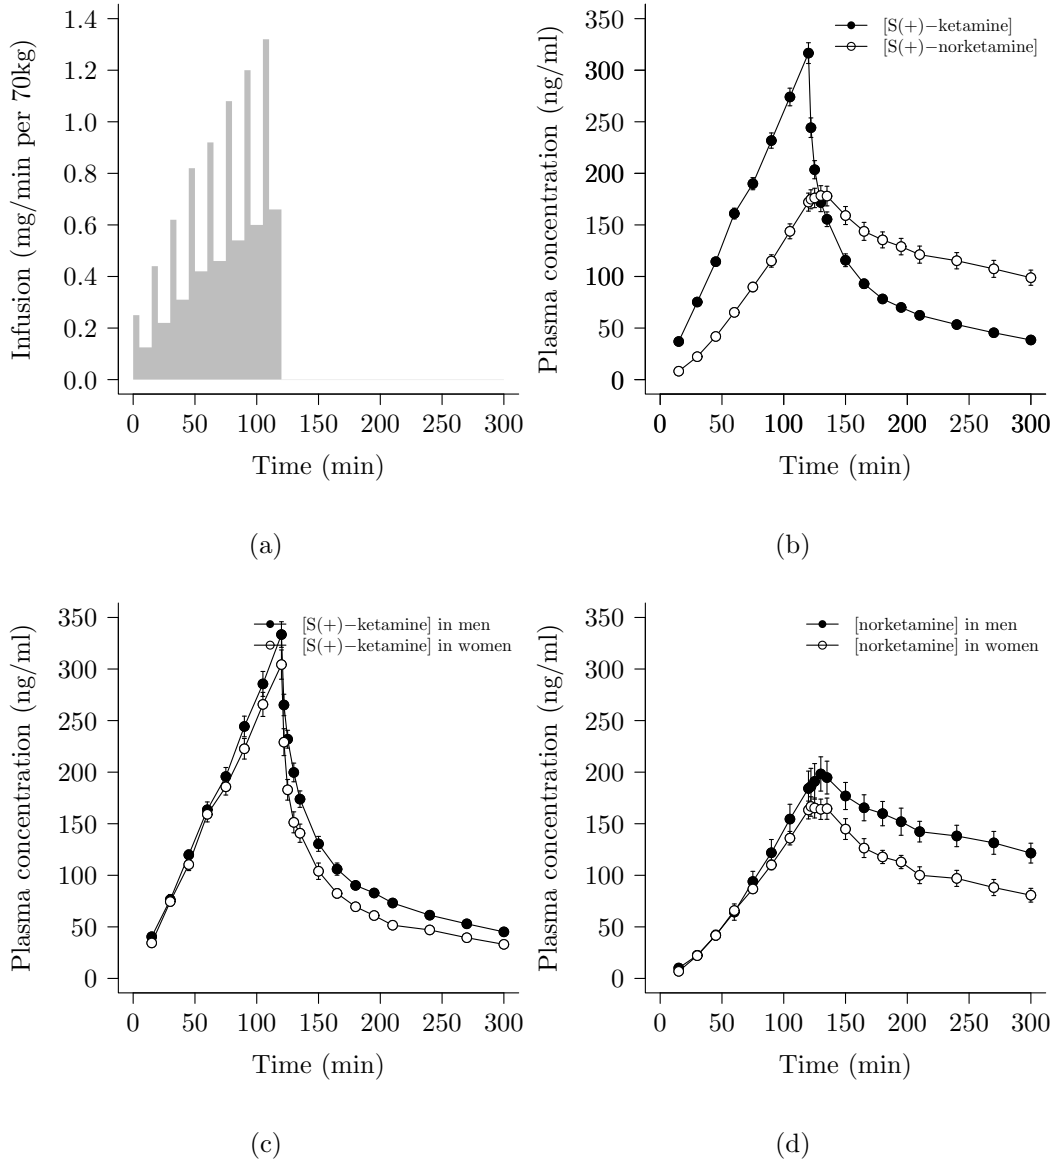 1.4
1.2
1.0
0.8
0.6
0.4
0.2
0.0
Infusion (mg/min per 70kg)
0 50 100 150 200 250 300
Time (min)
(a)
350
300
250
200
150
100
50
0
Plasma concentration (ng/ml)
[S(+)−ketamine]
[S(+)−norketamine]
0 50 100 150 200 250 300
Time (min)
(b)
350
300
250
200
150
100
50
0
Plasma concentration (ng/ml)
[S(+)−ketamine] in men
[S(+)−ketamine] in women
0 50 100 150 200 250 300
Time (min)
(c)
350
300
250
200
150
100
50
0
Plasma concentration (ng/ml)
[norketamine] in men
[norketamine] in women
0 50 100 150 200 250 300
Time (min)
(d)